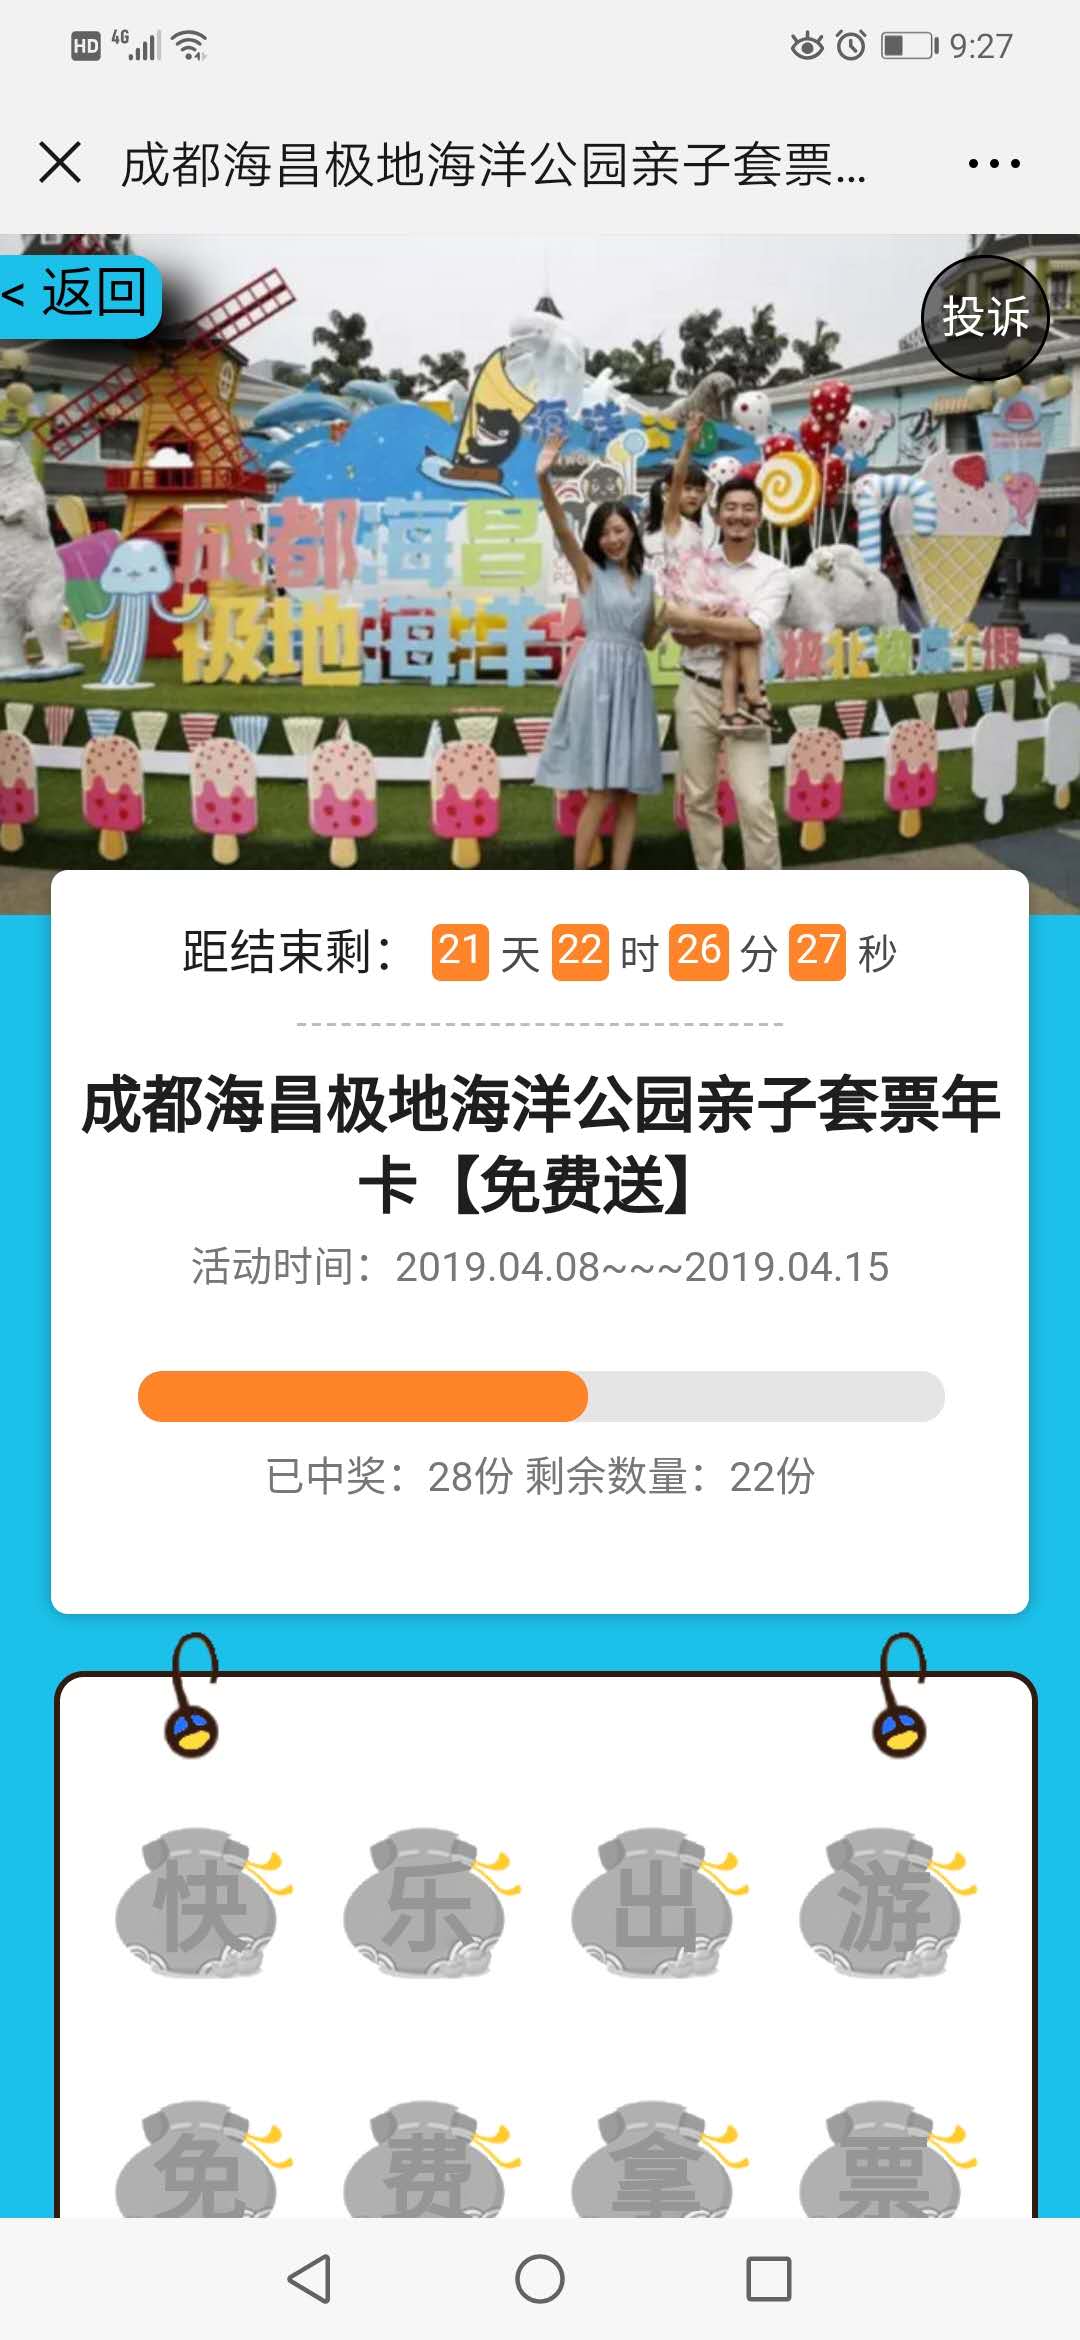 HD 4G 9:27
成都海昌极地海洋公园亲子套票...
< 返回
投诉
海洋
成都海昌
极地海洋
距结束剩： 21 天 22 时 26 分 27 秒
成都海昌极地海洋公园亲子套票年
卡【免费送】
活动时间：2019.04.08~~~2019.04.15
已中奖：28份 剩余数量：22份
快 乐 出 游
免 费 拿 票